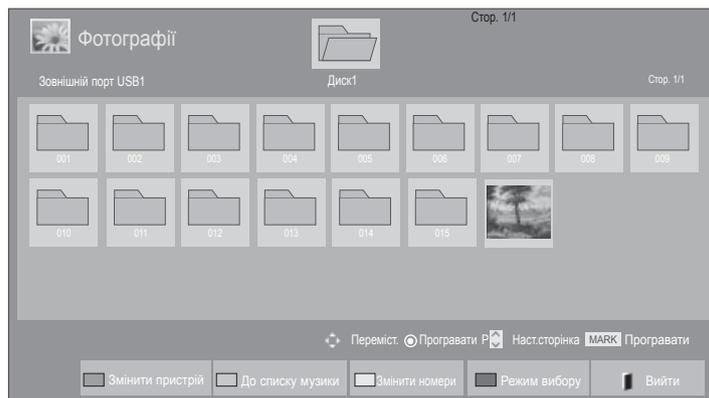 Стор. 1/1
Фотографії
Зовнішній порт USB1
Диск1
Стор. 1/1
001 002 003 004 005 006 007 008 009
010 011 012 013 014 015
Переміст. Програвати P Наст.сторінка MARK Програвати
Змінити пристрій До списку музики Змінити номери Режим вибору Вийти